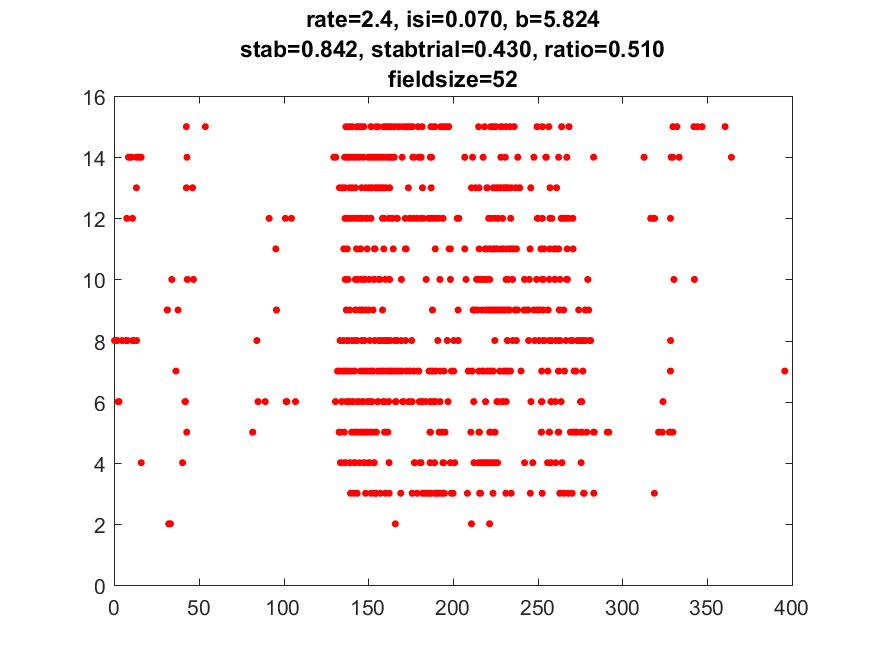 rate=2.4, isi=0.070, b=5.824
stab=0.842, stabtrial=0.430, ratio=0.510
fieldsize=52
16
14
12
10
8
6
4
2
0
0 50 100 150 200 250 300 350 400